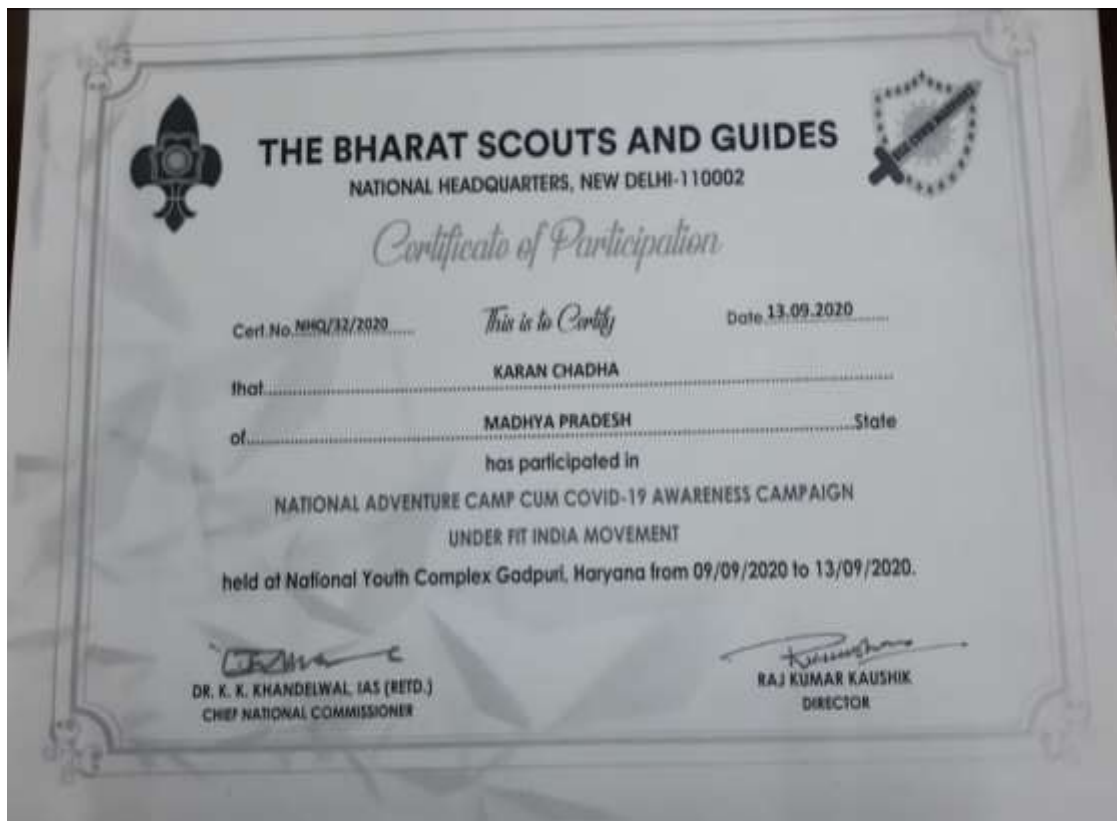 THE BHARAT SCOUTS AND GUIDES
NATIONAL HEADQUARTERS, NEW DELHI-110002
Certificate of Participation
Cert.No.NHQ/32/2020 This is to Certify Date 13.09.2020
that KARAN CHADHA
of MADHYA PRADESH State
has participated in
NATIONAL ADVENTURE CAMP CUM COVID-19 AWARENESS CAMPAIGN
UNDER FIT INDIA MOVEMENT
held at National Youth Complex Gadpuri, Haryana from 09/09/2020 to 13/09/2020.
DR. K. K. KHANDELWAL, IAS (RETD.)
CHIEF NATIONAL COMMISSIONER
RAJ KUMAR KAUSHIK
DIRECTOR